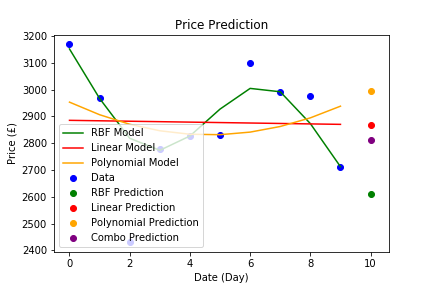 Price Prediction
3200
3100
3000
2900
2800
2700
2600
2500
2400
Price (£)
RBF Model
Linear Model
Polynomial Model
Data
RBF Prediction
Linear Prediction
Polynomial Prediction
Combo Prediction
0 2 4 6 8 10
Date (Day)